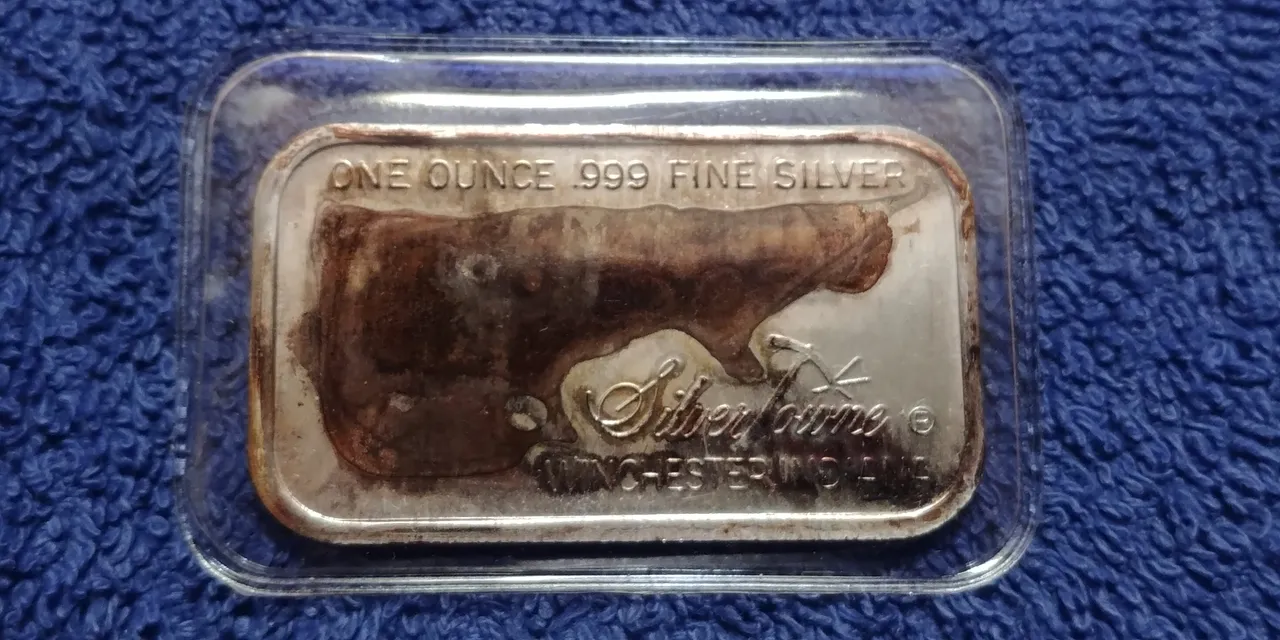 ONE OUNCE .999 FINE SILVER
SilverTowne ®
WINCHESTER INDIANA